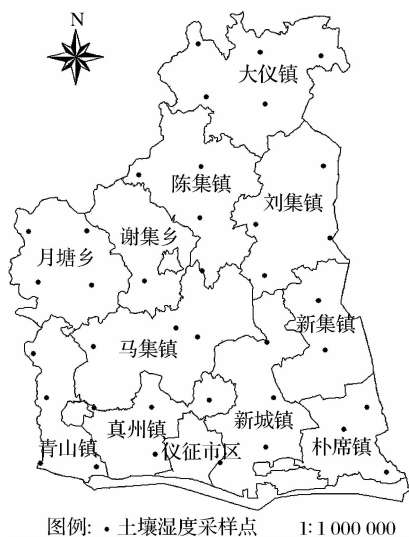 N
大仪镇
陈集镇
刘集镇
谢集乡
月塘乡
新集镇
马集镇
新城镇
真州镇
仪征市区
朴席镇
青山镇
图例: • 土壤湿度采样点 1: 1 000 000